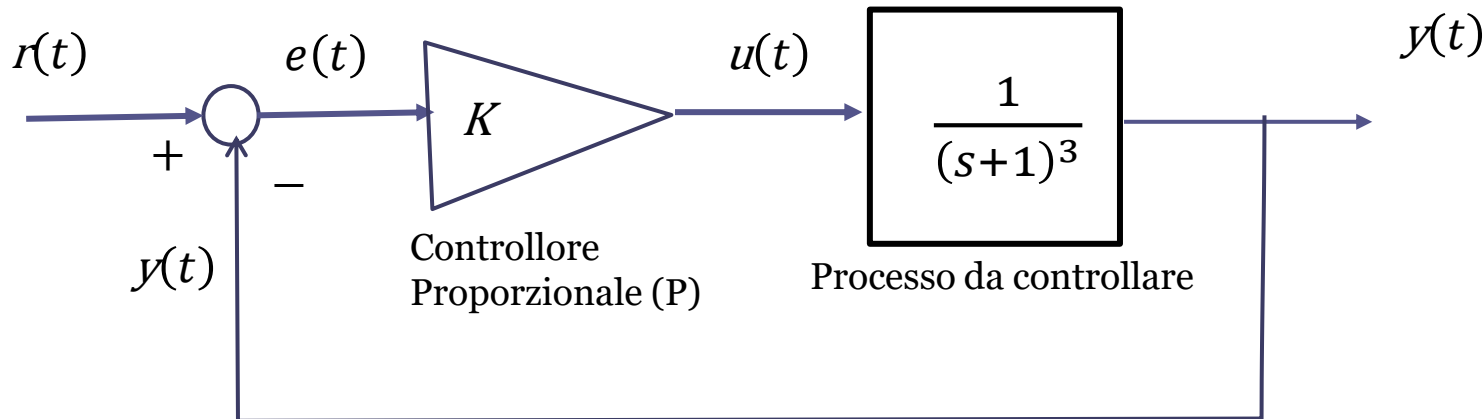 r(t)
e(t)
u(t)
y(t)
+
−
K
1
(s+1)³
y(t)
Controllore
Proporzionale (P)
Processo da controllare